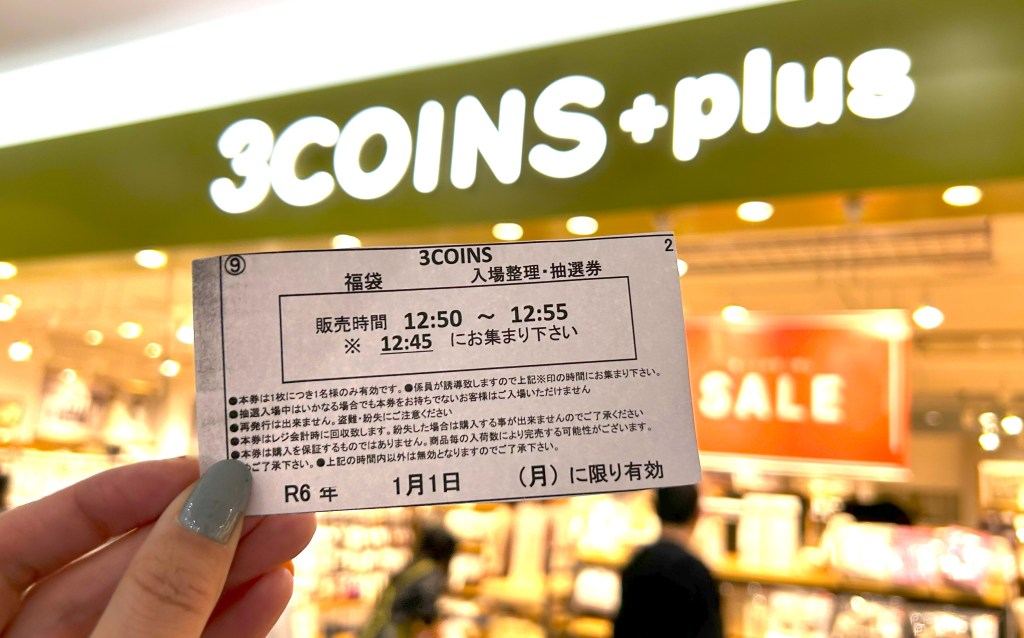 3COINS+plus
⑨ 3COINS 2
福袋 入場整理・抽選券
販売時間 12:50 ～ 12:55
※ 12:45 にお集まり下さい
●本券は1枚につき1名様のみ有効です。●係員が誘導致しますので上記※印の時間にお集まり下さい。
●抽選入場中はいかなる場合でも本券をお持ちでないお客様はご入場いただけません
●再発行は出来ません。盗難・紛失にご注意ください
●本券はレジ会計時に回収致します。紛失した場合は購入する事が出来ませんのでご了承ください
●本券は購入を保証するものではありません。商品毎の入荷数により完売する可能性がございます。
めご了承下さい。●上記の時間内以外は無効となりますのでご了承下さい。
R6 年 1月1日 （月）に限り有効
SALE